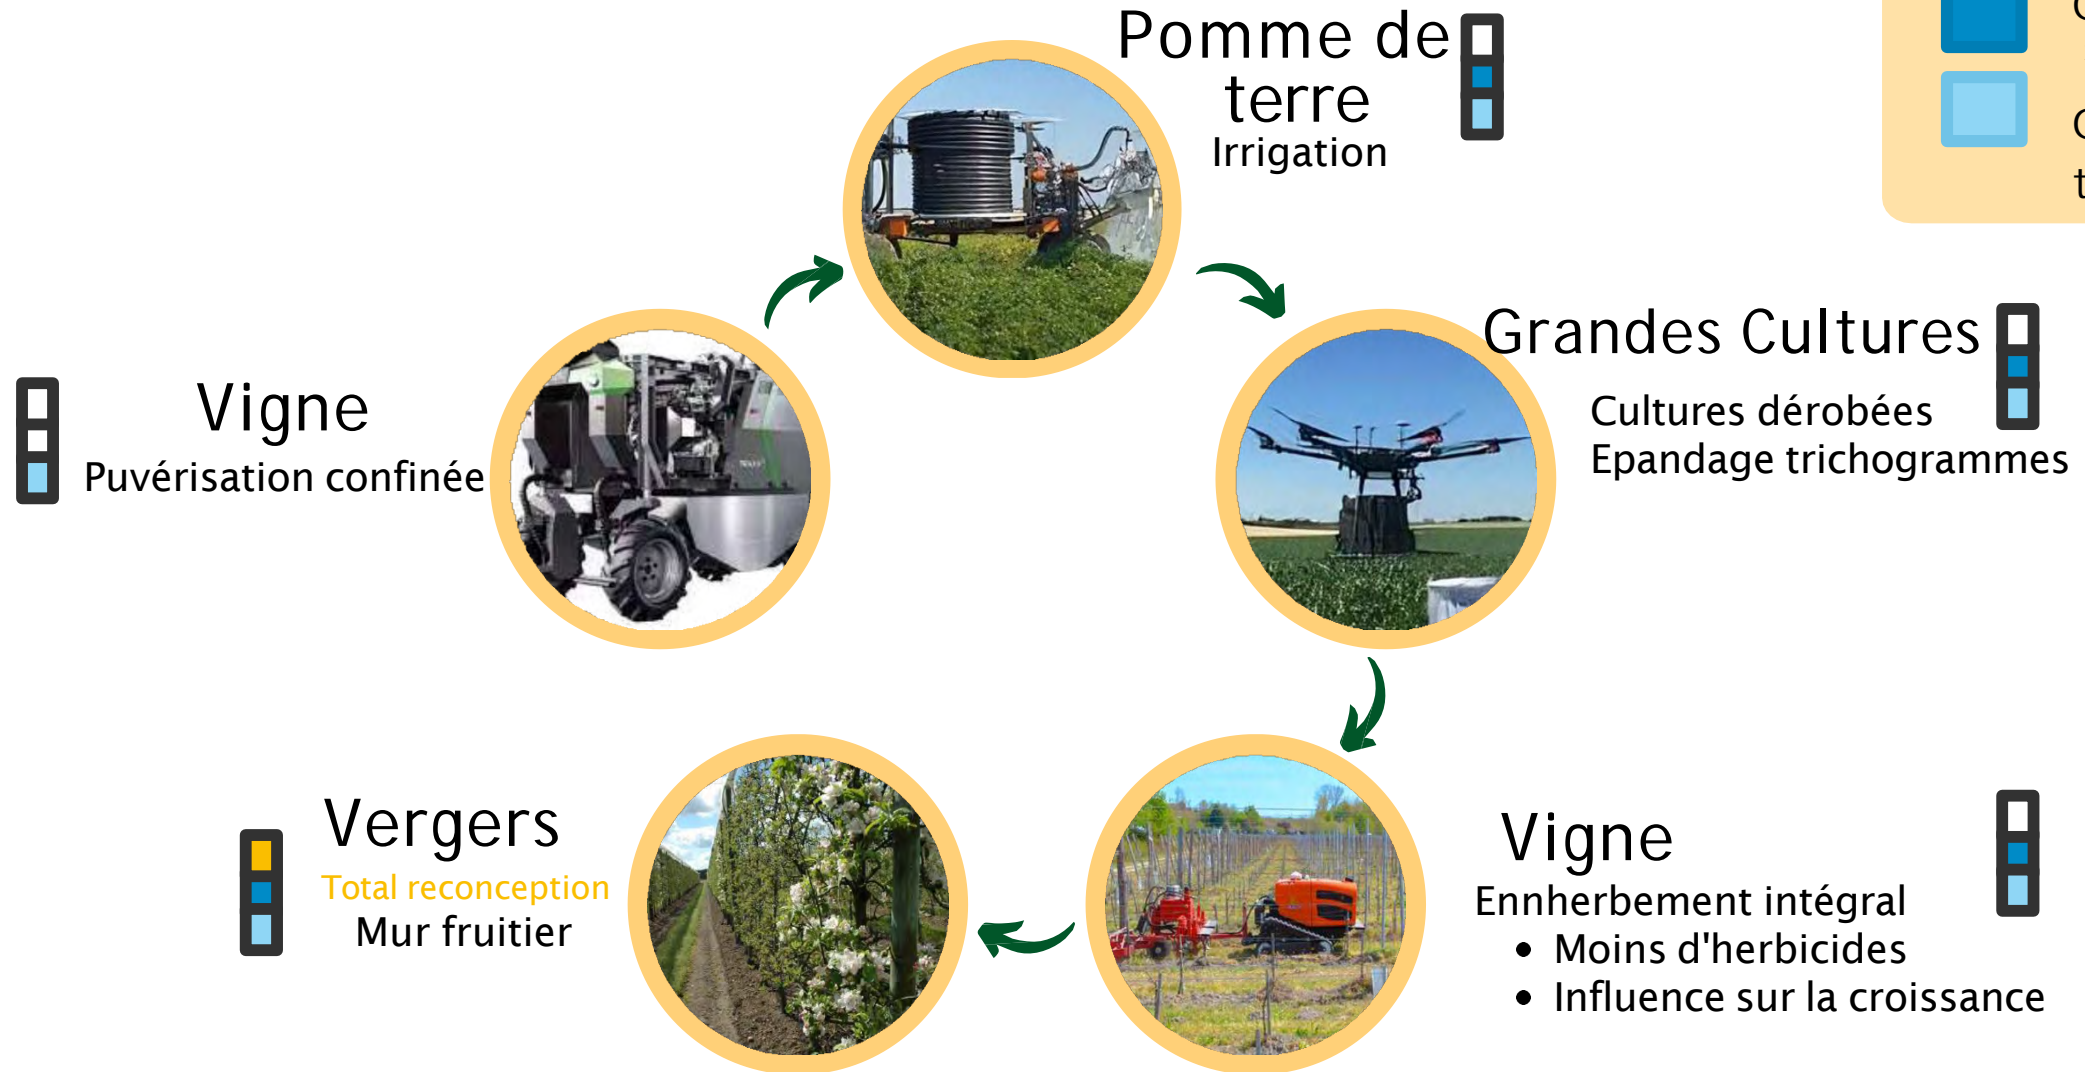 Pomme de
terre
Irrigation
Grandes Cultures
Cultures dérobées
Epandage trichogrammes
Vigne
Puvérisation confinée
Vergers
Total reconception
Mur fruitier
Vigne
Ennherbement intégral
• Moins d'herbicides
• Influence sur la croissance